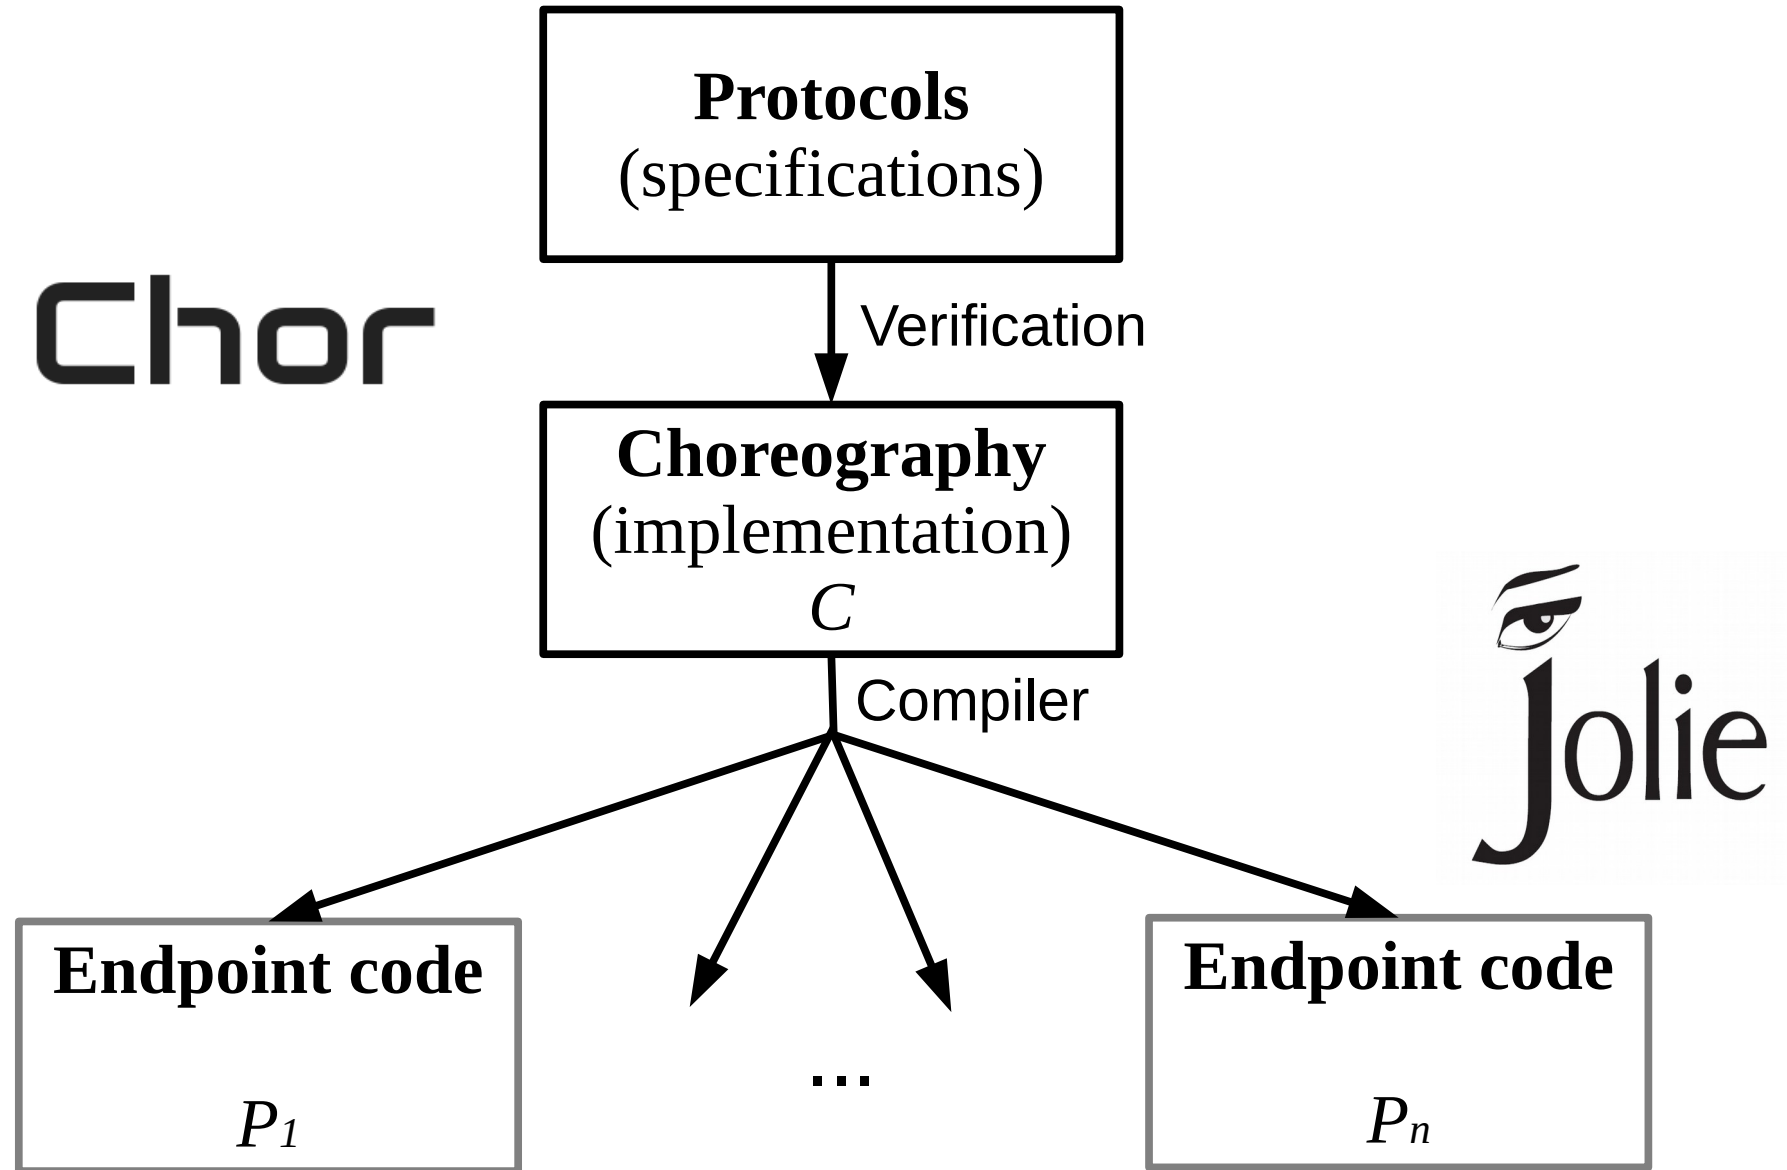 Protocols
(specifications)
Chor
Verification
Choreography
(implementation)
C
Compiler
Jolie
Endpoint code
P1
...
Endpoint code
Pn